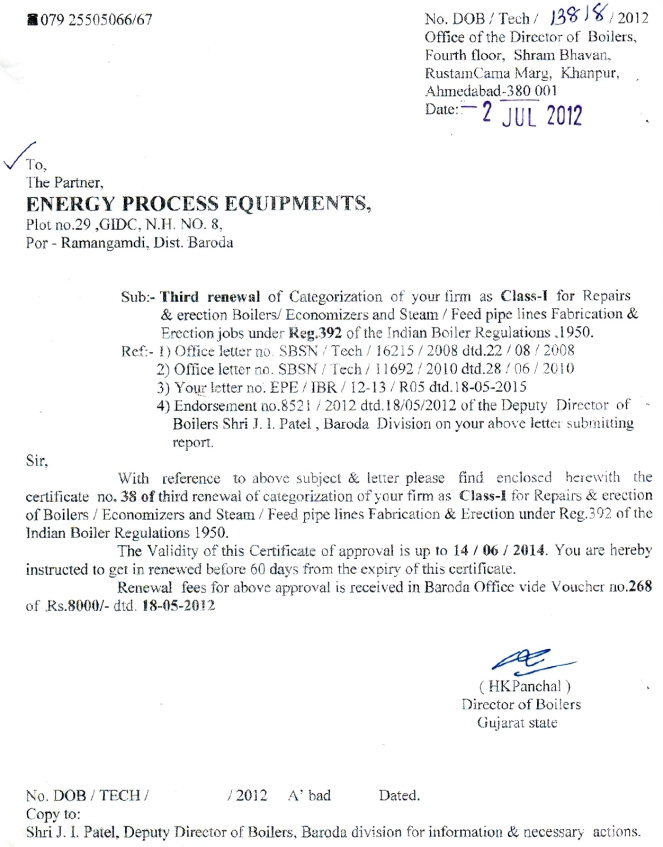 ☎079 25505066/67
No. DOB / Tech / 13818 / 2012
Office of the Director of Boilers,
Fourth floor, Shram Bhavan,
RustamCama Marg, Khanpur,
Ahmedabad-380 001
Date:- - 2 JUL 2012
To,
The Partner,
ENERGY PROCESS EQUIPMENTS,
Plot no.29 ,GIDC, N.H. NO. 8,
Por - Ramangamdi, Dist. Baroda
Sub:- Third renewal of Categorization of your firm as Class-I for Repairs
& erection Boilers/ Economizers and Steam / Feed pipe lines Fabrication &
Erection jobs under Reg.392 of the Indian Boiler Regulations ,1950.
Ref:- 1) Office letter no. SBSN / Tech / 16215 / 2008 dtd.22 / 08 / 2008
2) Office letter no. SBSN / Tech / 11692 / 2010 dtd.28 / 06 / 2010
3) Your letter no. EPE / IBR / 12-13 / R05 dtd.18-05-2015
4) Endorsement no.8521 / 2012 dtd.18/05/2012 of the Deputy Director of
Boilers Shri J. I. Patel , Baroda Division on your above letter submitting
report.
Sir,
With reference to above subject & letter please find enclosed herewith the
certificate no. 38 of third renewal of categorization of your firm as Class-I for Repairs & erection
of Boilers / Economizers and Steam / Feed pipe lines Fabrication & Erection under Reg.392 of the
Indian Boiler Regulations 1950.
The Validity of this Certificate of approval is up to 14 / 06 / 2014. You are hereby
instructed to get in renewed before 60 days from the expiry of this certificate.
Renewal fees for above approval is received in Baroda Office vide Voucher no.268
of Rs.8000/- dtd. 18-05-2012
( HKPanchal )
Director of Boilers
Gujarat state
No. DOB / TECH / / 2012 A' bad Dated.
Copy to:
Shri J. I. Patel, Deputy Director of Boilers, Baroda division for information & necessary actions.